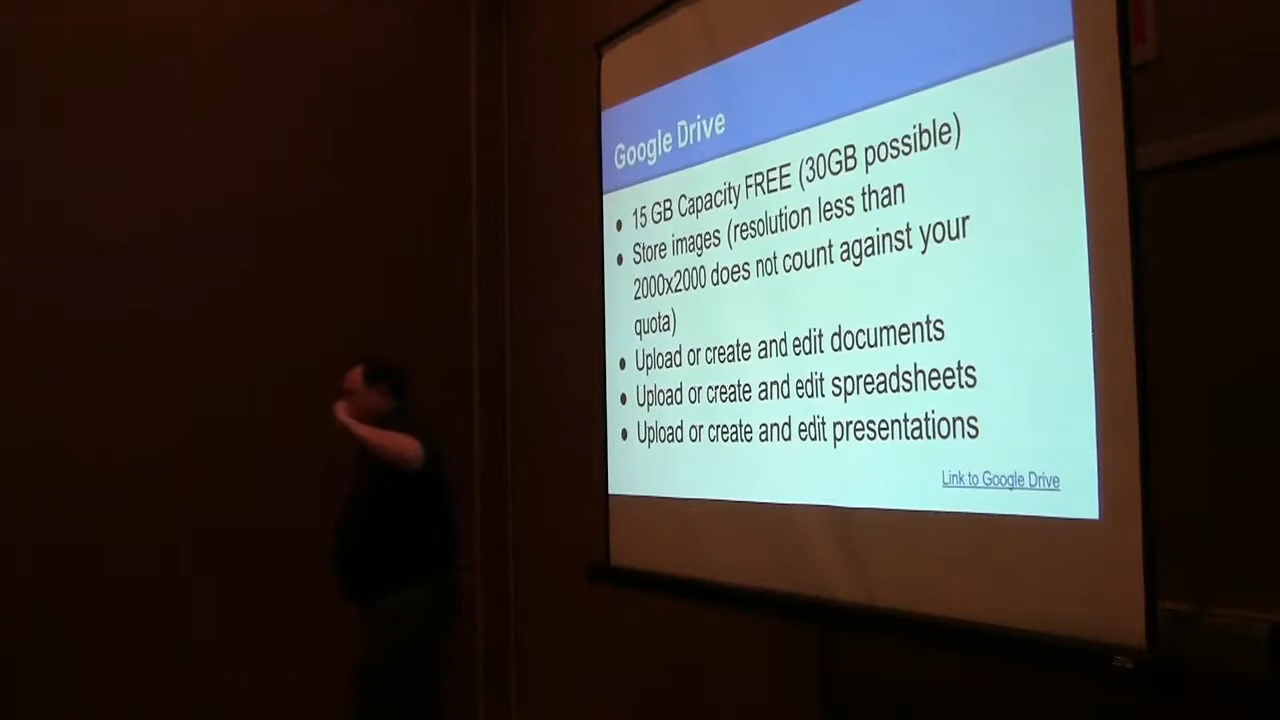 Google Drive
● 15 GB Capacity FREE (30GB possible)
● Store images (resolution less than
2000x2000 does not count against your
quota)
● Upload or create and edit documents
● Upload or create and edit spreadsheets
● Upload or create and edit presentations
Link to Google Drive